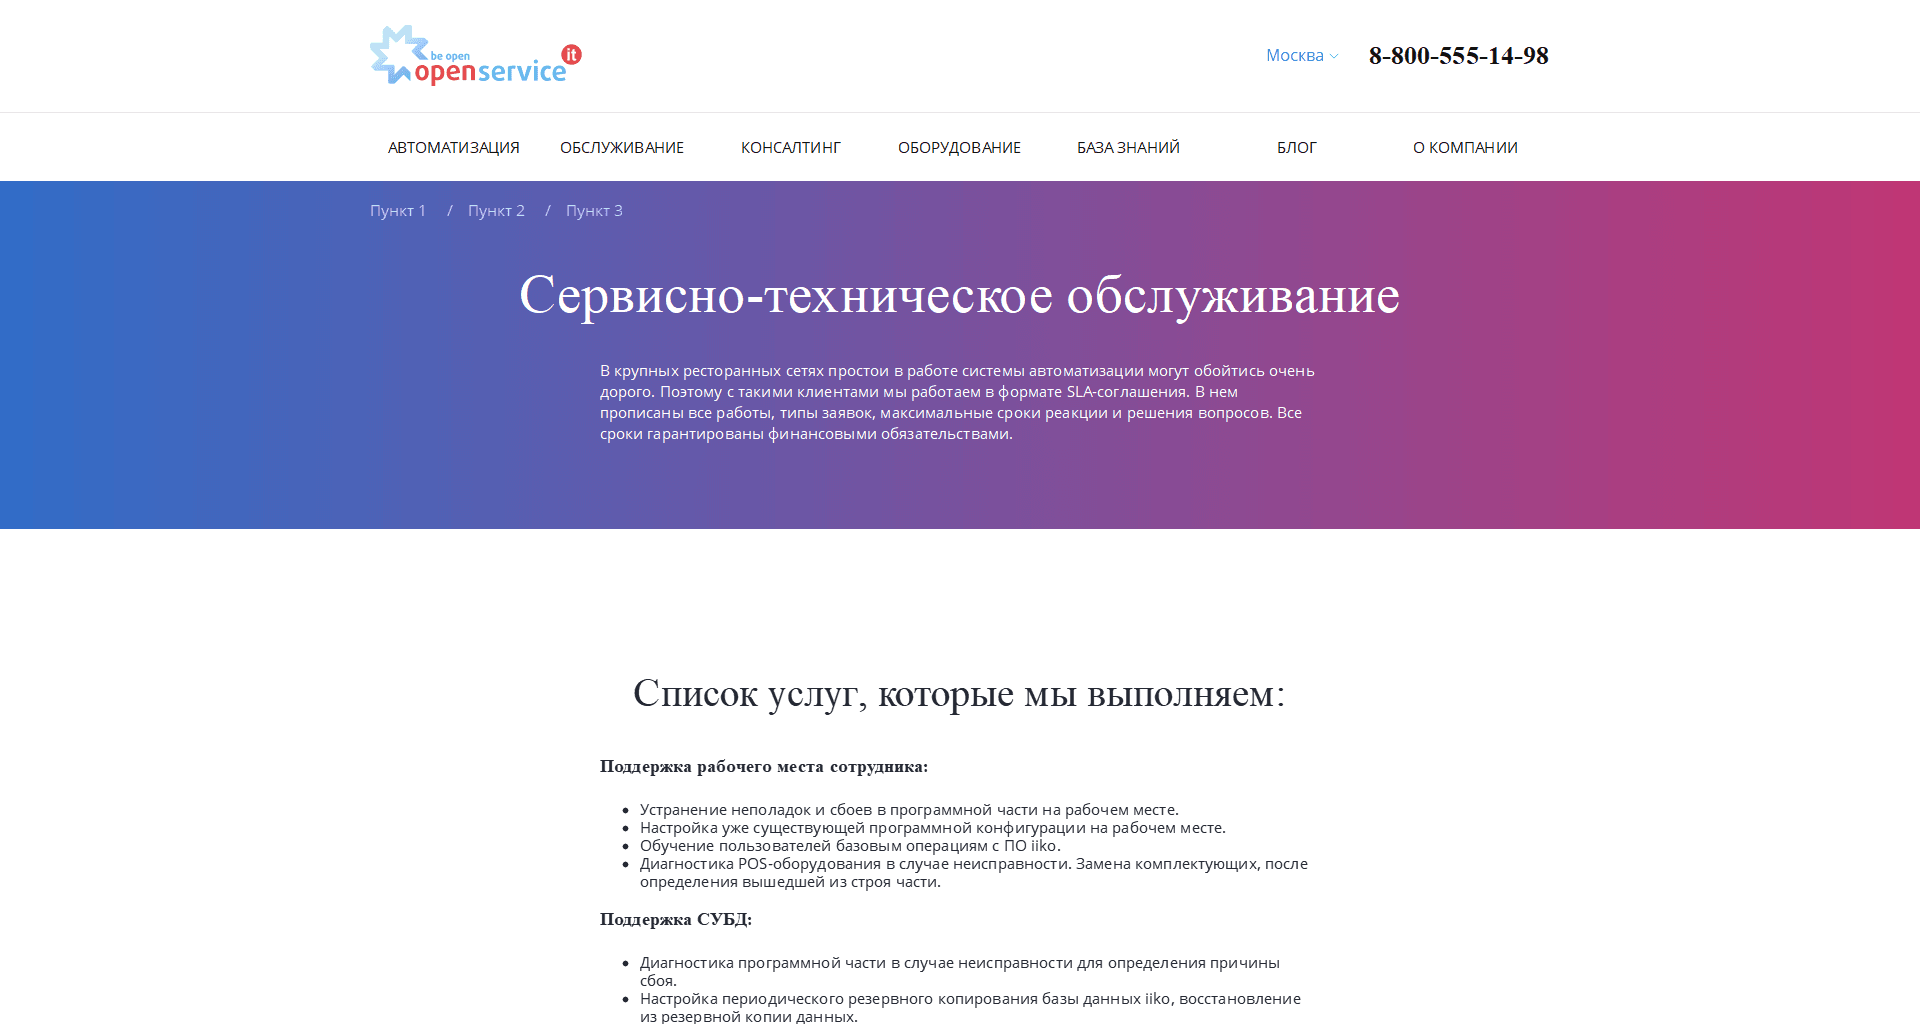 be open
openservice it
Москва
8-800-555-14-98
АВТОМАТИЗАЦИЯ ОБСЛУЖИВАНИЕ КОНСАЛТИНГ ОБОРУДОВАНИЕ БАЗА ЗНАНИЙ БЛОГ О КОМПАНИИ
Пункт 1 / Пункт 2 / Пункт 3
Сервисно-техническое обслуживание
В крупных ресторанных сетях простои в работе системы автоматизации могут обойтись очень
дорого. Поэтому с такими клиентами мы работаем в формате SLA-соглашения. В нем
прописаны все работы, типы заявок, максимальные сроки реакции и решения вопросов. Все
сроки гарантированы финансовыми обязательствами.
Список услуг, которые мы выполняем:
Поддержка рабочего места сотрудника:
Устранение неполадок и сбоев в программной части на рабочем месте.
Настройка уже существующей программной конфигурации на рабочем месте.
Обучение пользователей базовым операциям с ПО iiko.
Диагностика POS-оборудования в случае неисправности. Замена комплектующих, после
определения вышедшей из строя части.
Поддержка СУБД:
Диагностика программной части в случае неисправности для определения причины
сбоя.
Настройка периодического резервного копирования базы данных iiko, восстановление
из резервной копии данных.